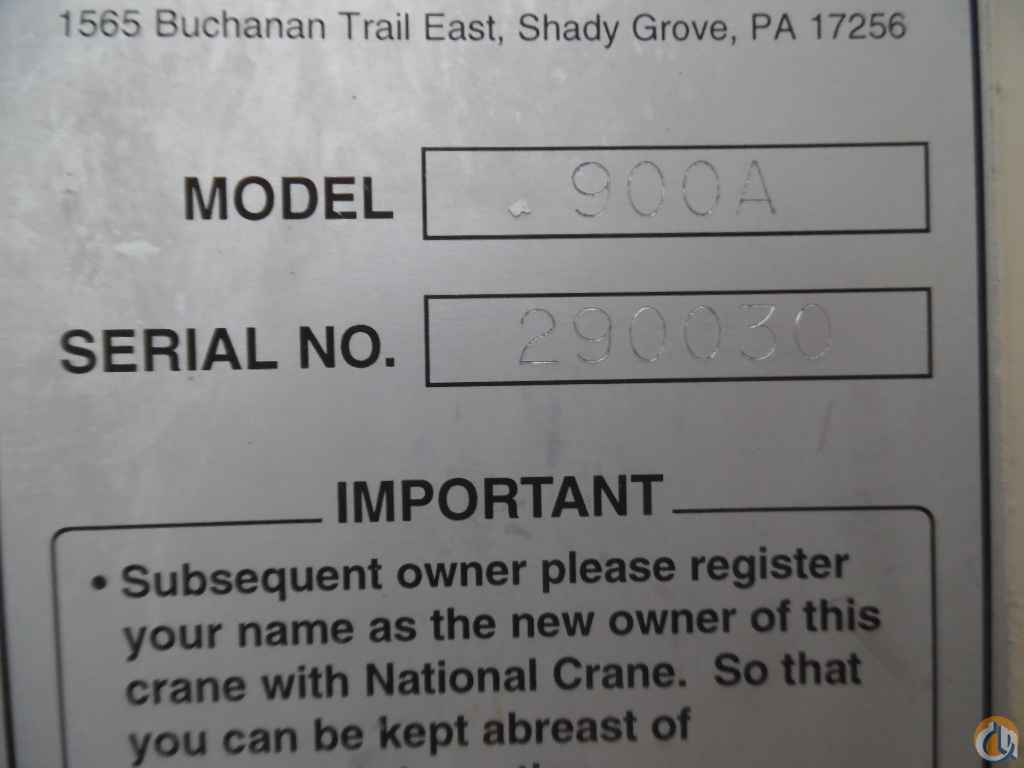 1565 Buchanan Trail East, Shady Grove, PA 17256
MODEL 900A
SERIAL NO. 290030
IMPORTANT
• Subsequent owner please register
your name as the new owner of this
crane with National Crane. So that
you can be kept abreast of